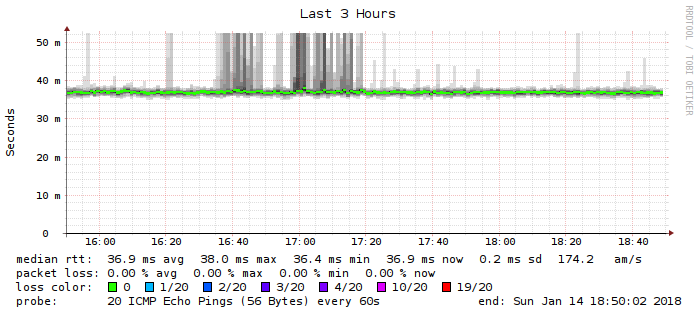 Last 3 Hours
RRDTOOL / TOBI OETIKER
Seconds
50 m
40 m
30 m
20 m
10 m
0
16:00 16:20 16:40 17:00 17:20 17:40 18:00 18:20 18:40
median rtt: 36.9 ms avg 38.0 ms max 36.4 ms min 36.9 ms now 0.2 ms sd 174.2 am/s
packet loss: 0.00 % avg 0.00 % max 0.00 % min 0.00 % now
loss color: 0 1/20 2/20 3/20 4/20 10/20 19/20
probe: 20 ICMP Echo Pings (56 Bytes) every 60s end: Sun Jan 14 18:50:02 2018